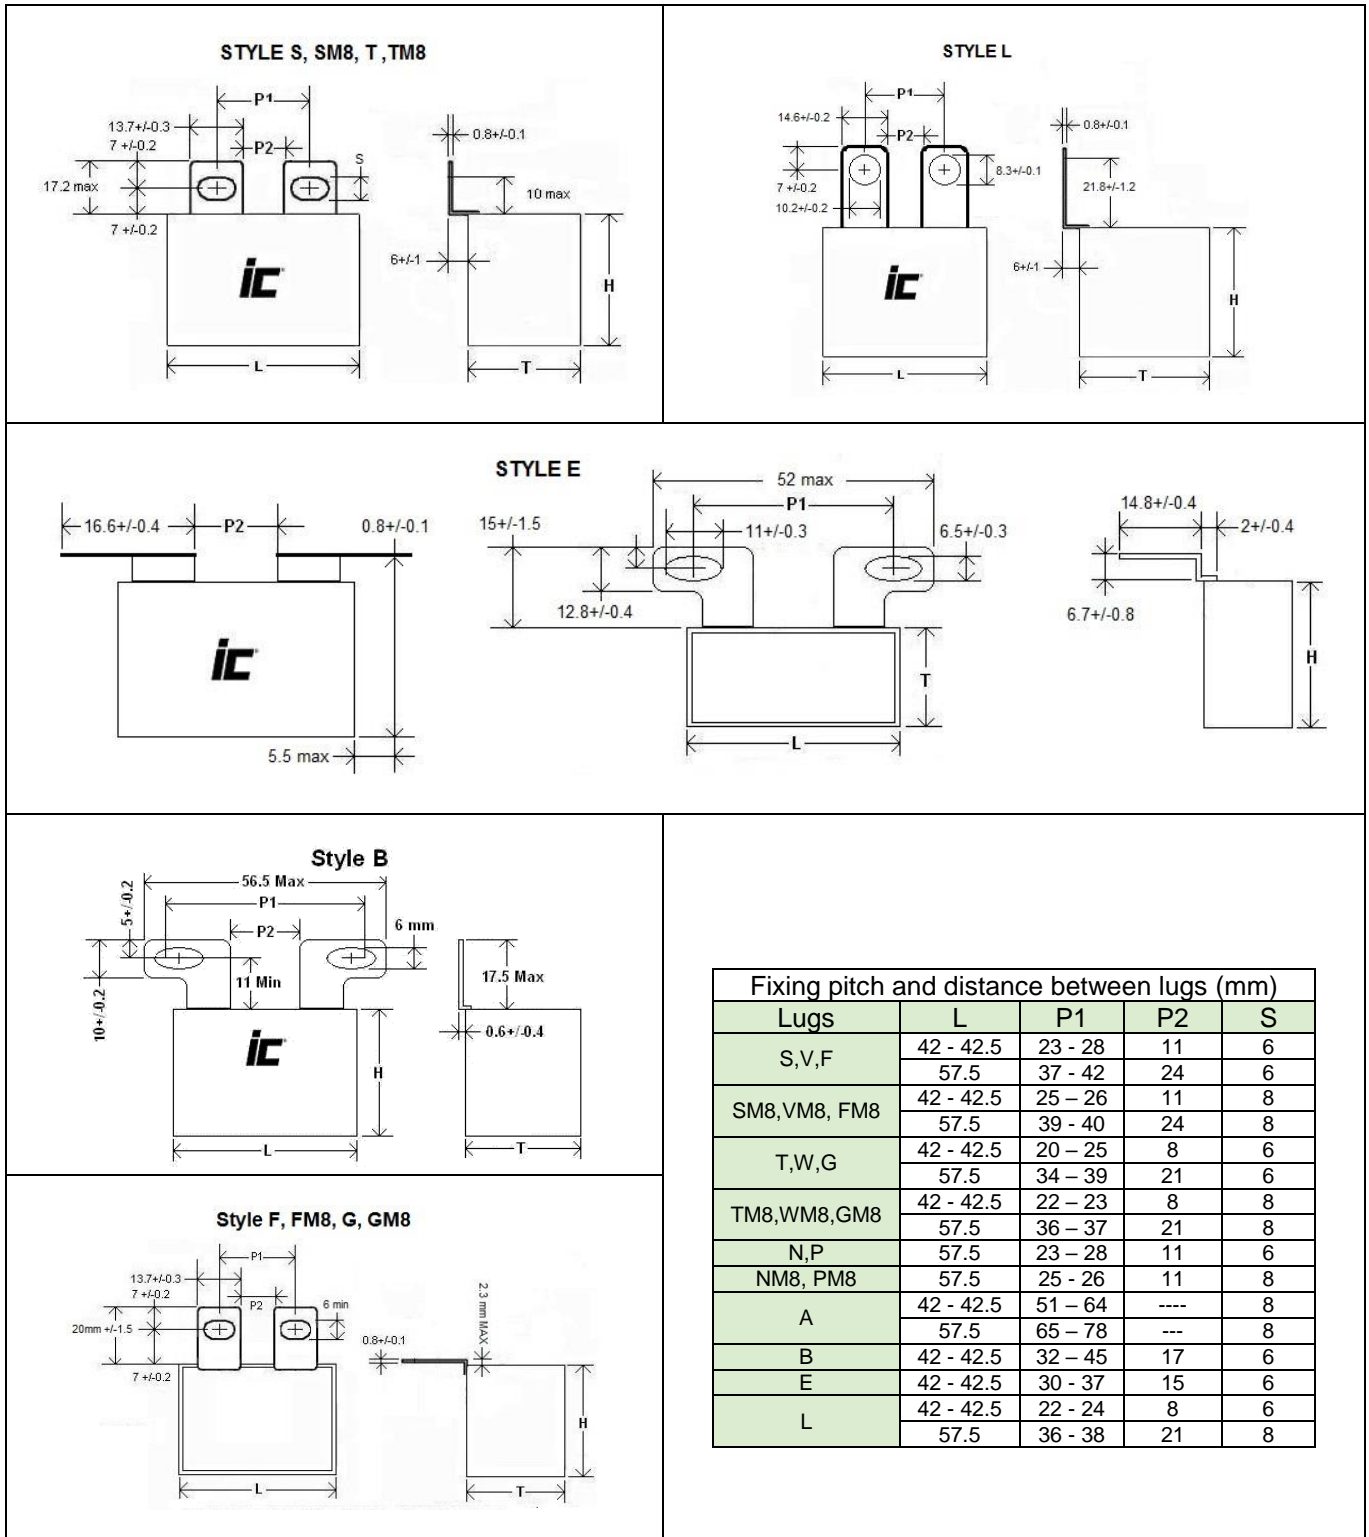 STYLE S, SM8, T ,TM8
P1
13.7+/-0.3
7 +/-0.2
P2
S
17.2 max
7 +/-0.2
0.8+/-0.1
10 max
6+/-1
ic
H
L
T
STYLE L
P1
14.6+/-0.2
P2
7 +/-0.2
8.3+/-0.1
10.2+/-0.2
0.8+/-0.1
21.8+/-1.2
6+/-1
ic
H
L
T
STYLE E
16.6+/-0.4
P2
0.8+/-0.1
ic
5.5 max
52 max
P1
15+/-1.5
11+/-0.3
6.5+/-0.3
12.8+/-0.4
T
L
14.8+/-0.4
2+/-0.4
6.7+/-0.8
H
Style B
56.5 Max
P1
5+/-0.2
P2
6 mm
11 Min
10+/-0.2
17.5 Max
0.6+/-0.4
ic
H
L
T
Style F, FM8, G, GM8
P1
13.7+/-0.3
7 +/-0.2
P2
6 min
20mm +/-1.5
7 +/-0.2
2.3 mm MAX
0.8+/-0.1
H
L
T
Fixing pitch and distance between lugs (mm)
Lugs L P1 P2 S
S,V,F 42 - 42.5 23 - 28 11 6
57.5 37 - 42 24 6
SM8,VM8, FM8 42 - 42.5 25 – 26 11 8
57.5 39 - 40 24 8
T,W,G 42 - 42.5 20 – 25 8 6
57.5 34 – 39 21 6
TM8,WM8,GM8 42 - 42.5 22 – 23 8 8
57.5 36 – 37 21 8
N,P 57.5 23 – 28 11 6
NM8, PM8 57.5 25 - 26 11 8
A 42 - 42.5 51 – 64 ---- 8
57.5 65 – 78 --- 8
B 42 - 42.5 32 – 45 17 6
E 42 - 42.5 30 - 37 15 6
L 42 - 42.5 22 - 24 8 6
57.5 36 - 38 21 8